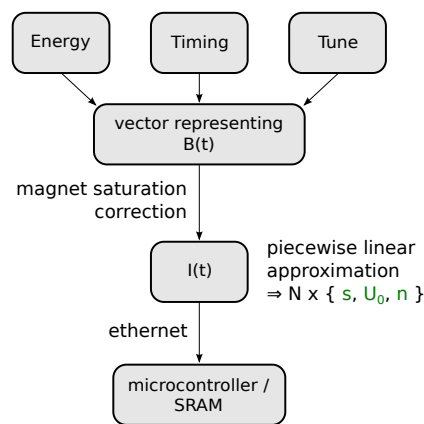 Energy
Timing
Tune
vector representing
B(t)
magnet saturation
correction
I(t)
piecewise linear
approximation
⇒ N x { s, U₀, n }
ethernet
microcontroller /
SRAM